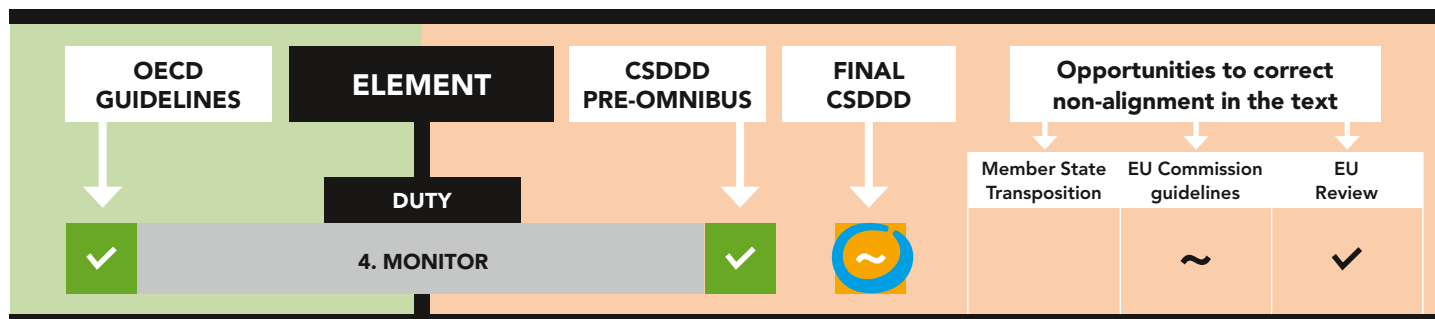 OECD
GUIDELINES
ELEMENT
CSDDD
PRE-OMNIBUS
FINAL
CSDDD
Opportunities to correct
non-alignment in the text
Member State
Transposition
EU Commission
guidelines
EU
Review
DUTY
✓
4. MONITOR
✓
~
~
✓